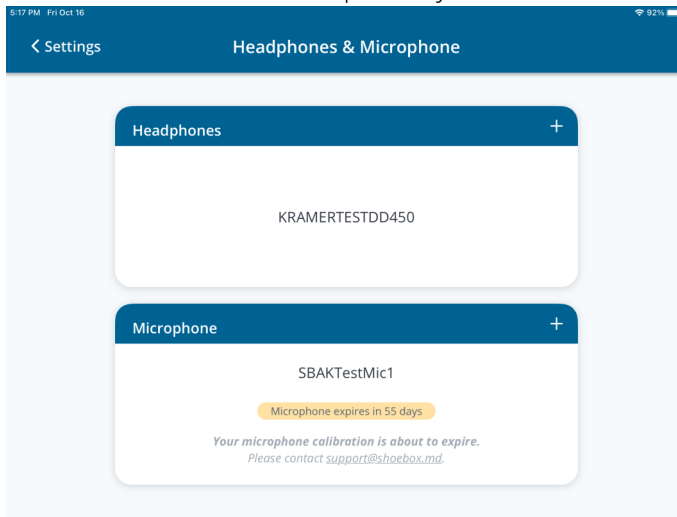 5:17 PM Fri Oct 16
92%
Settings
Headphones & Microphone
Headphones
KRAMERTESTDD450
Microphone
SBAKTestMic1
Microphone expires in 55 days
Your microphone calibration is about to expire.
Please contact support@shoebox.md.